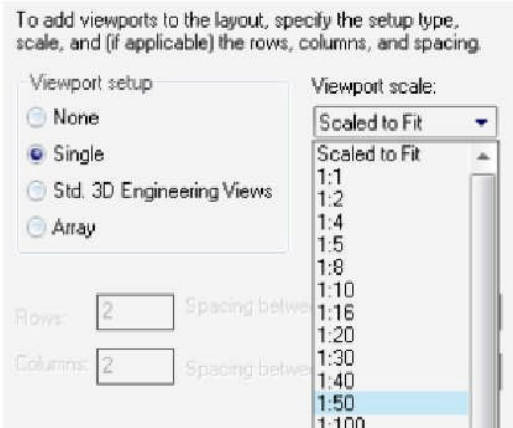 To add viewports to the layout, specify the setup type,
scale, and (if applicable) the rows, columns, and spacing.
Viewport setup
None
Single
Std. 3D Engineering Views
Array
Viewport scale:
Scaled to Fit
Scaled to Fit
1:1
1:2
1:4
1:5
1:8
1:10
1:16
1:20
1:30
1:40
1:50
1:100
Rows: 2 Spacing betwe
Columns: 2 Spacing betwe